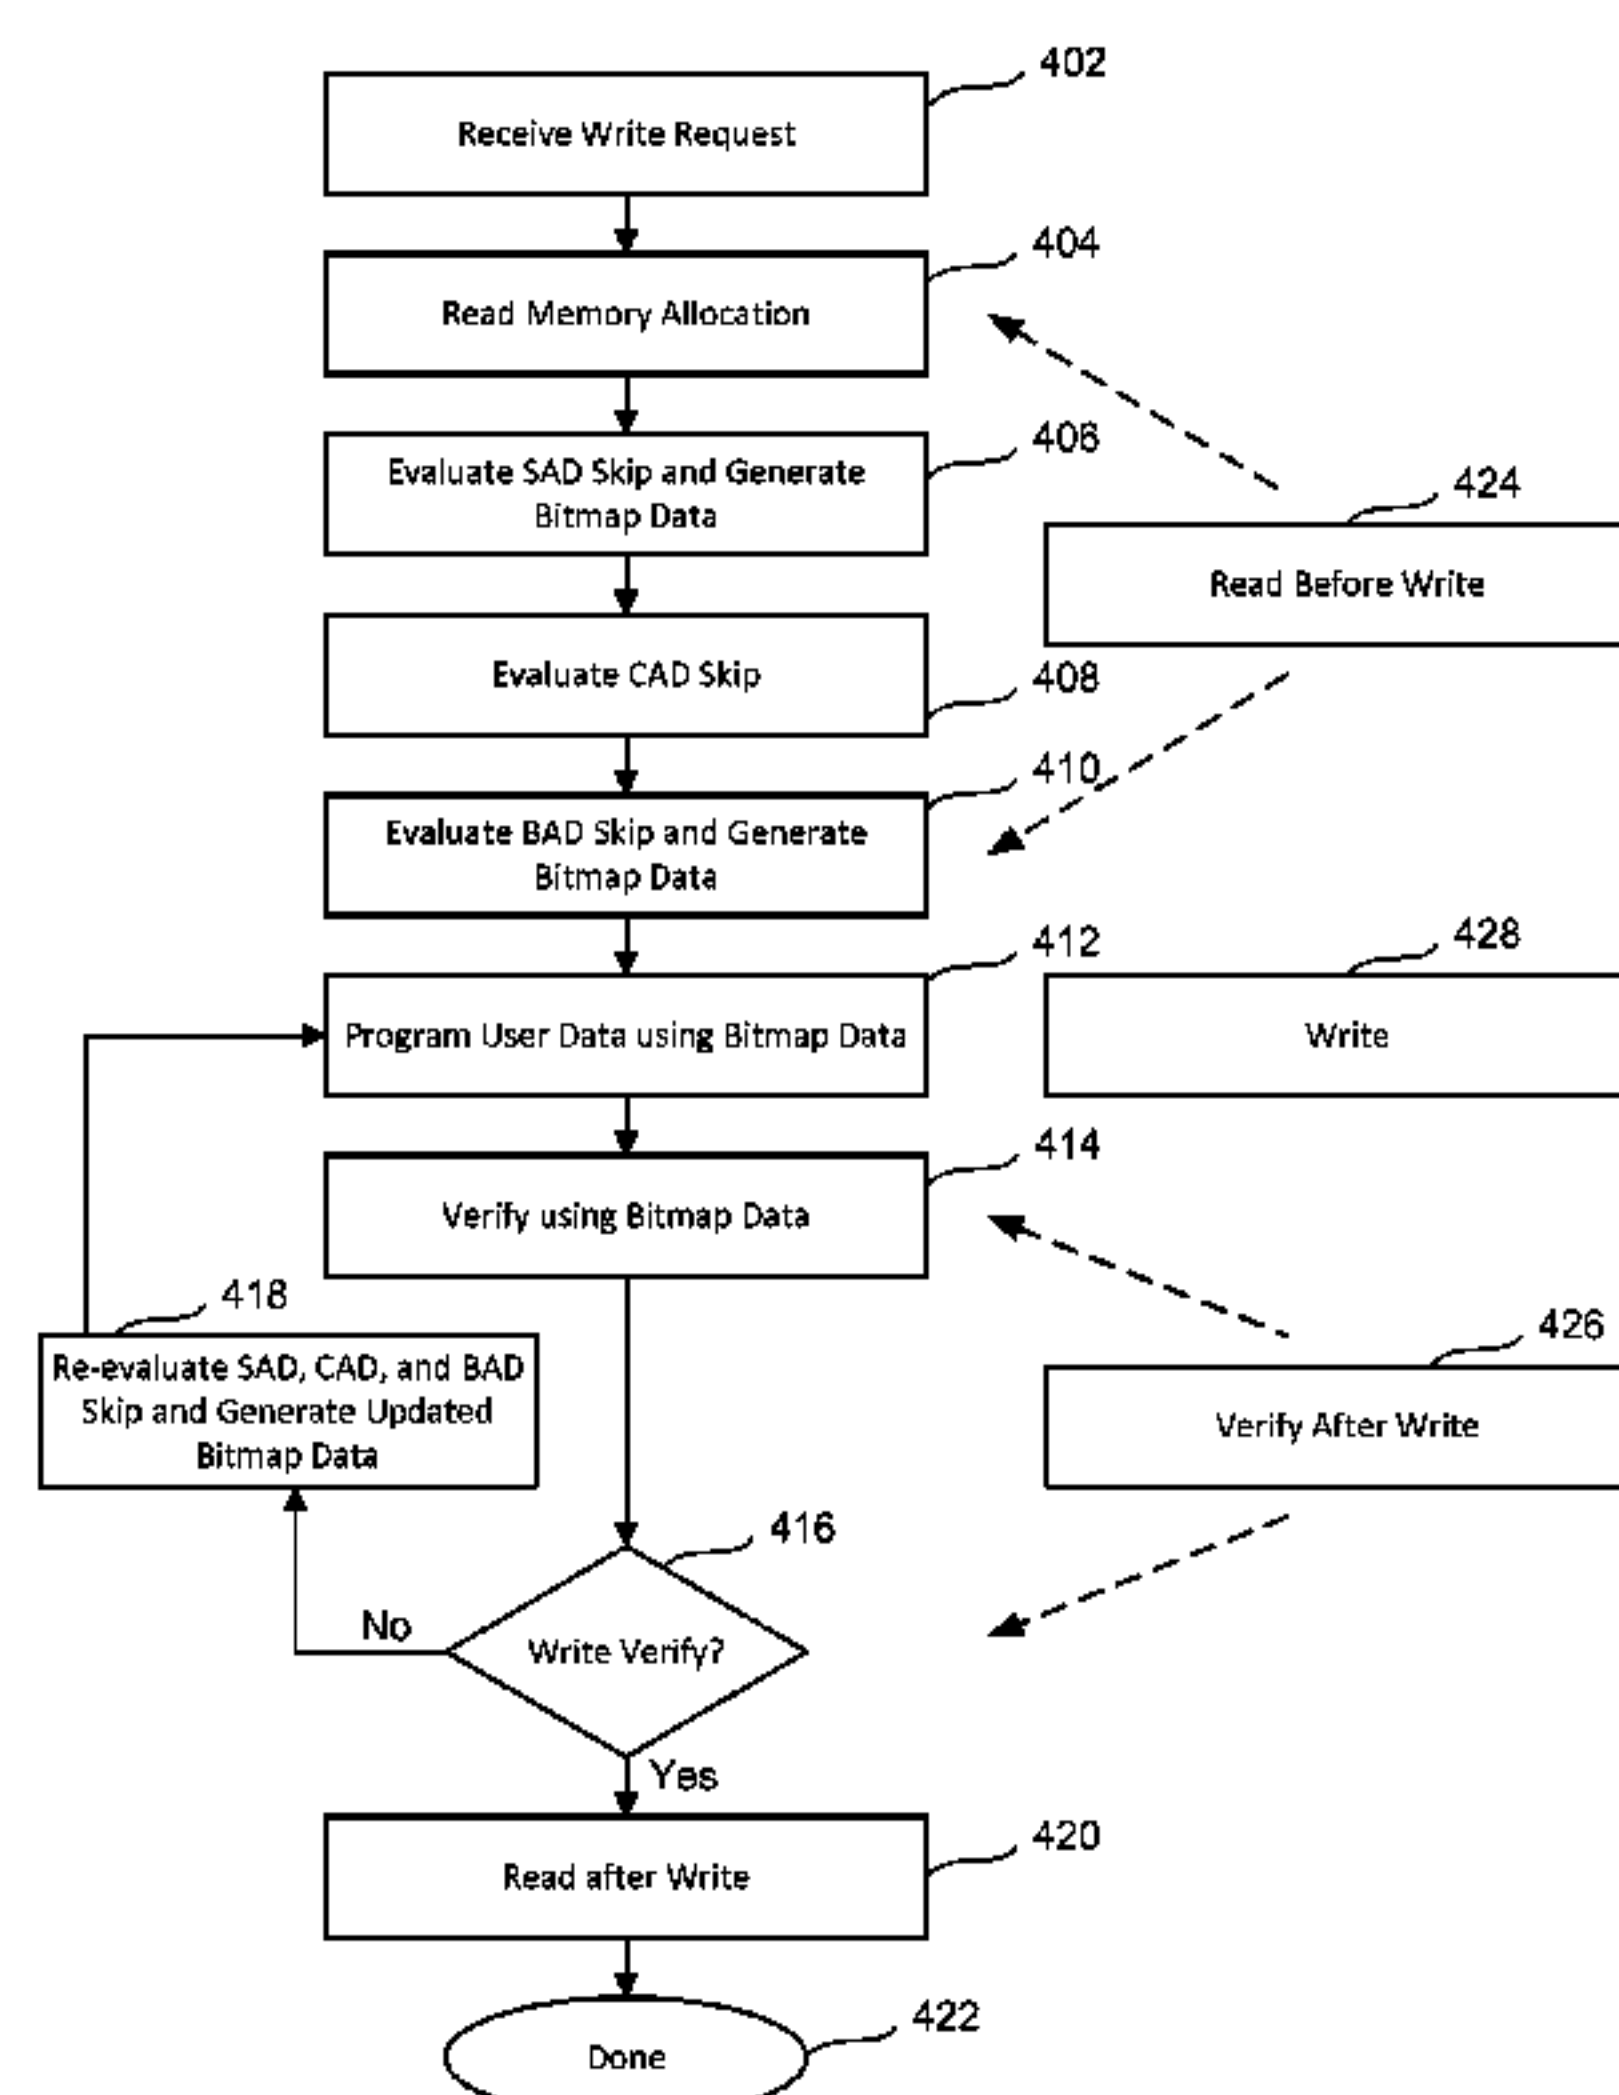 402
Receive Write Request
404
Read Memory Allocation
406
Evaluate SAD Skip and Generate
Bitmap Data
424
Read Before Write
Evaluate CAD Skip
408
410
Evaluate BAD Skip and Generate
Bitmap Data
412
428
Program User Data using Bitmap Data
Write
414
Verify using Bitmap Data
418
Re-evaluate SAD, CAD, and BAD
Skip and Generate Updated
Bitmap Data
426
Verify After Write
416
No
Write Verify?
Yes
420
Read after Write
422
Done